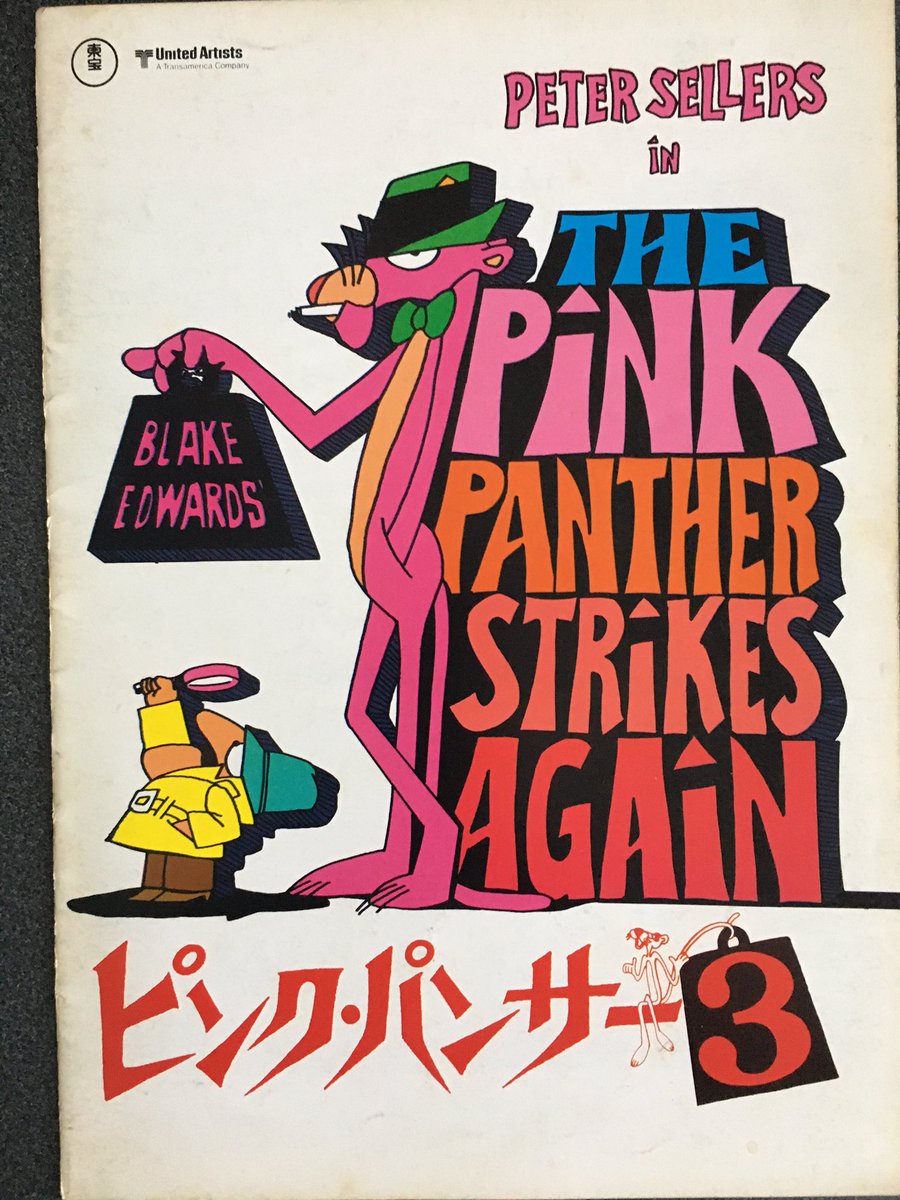 東宝
United Artists
A Transamerica Company
PETER SELLERS
iN
THE
PiNK
PANTHER
STRiKES
AGAiN
BLAKE
EDWARDS'
ピンク・パンサー3